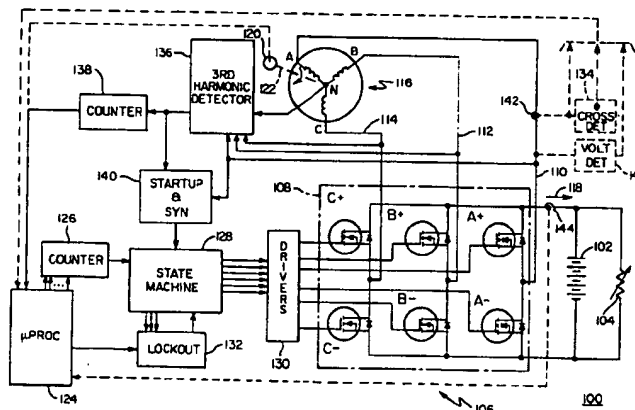 120
136
A
B
138
3RD
HARMONIC
DETECTOR
122
N
116
134
COUNTER
C
142
CROSS
DET
114
112
VOLT
DET
110
140
STARTUP
&
SYN
108
C+
118
B+
A+
144
126
128
102
COUNTER
STATE
MACHINE
DRIVERS
104
μPROC
B-
A-
LOCKOUT
132
130
C-
124
106
100